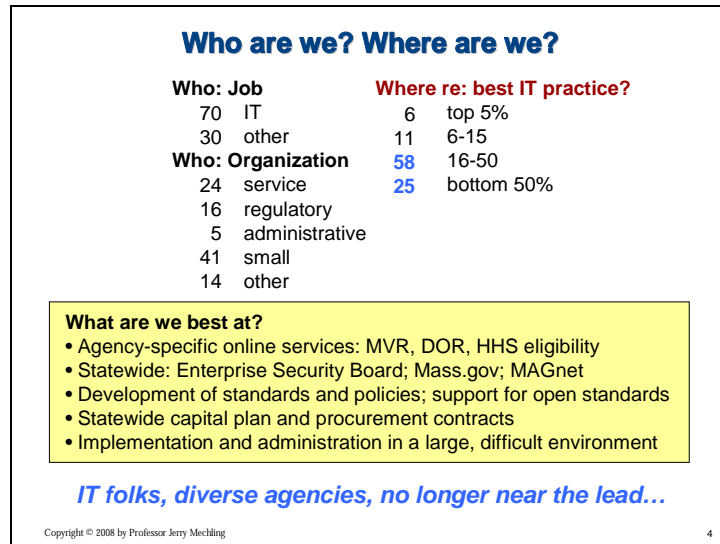 Who are we? Where are we?
Who: Job
70 IT
30 other
Who: Organization
24 service
16 regulatory
5 administrative
41 small
14 other
Where re: best IT practice?
6 top 5%
11 6-15
58 16-50
25 bottom 50%
What are we best at?
• Agency-specific online services: MVR, DOR, HHS eligibility
• Statewide: Enterprise Security Board; Mass.gov; MAGnet
• Development of standards and policies; support for open standards
• Statewide capital plan and procurement contracts
• Implementation and administration in a large, difficult environment
IT folks, diverse agencies, no longer near the lead…
Copyright © 2008 by Professor Jerry Mechling
4